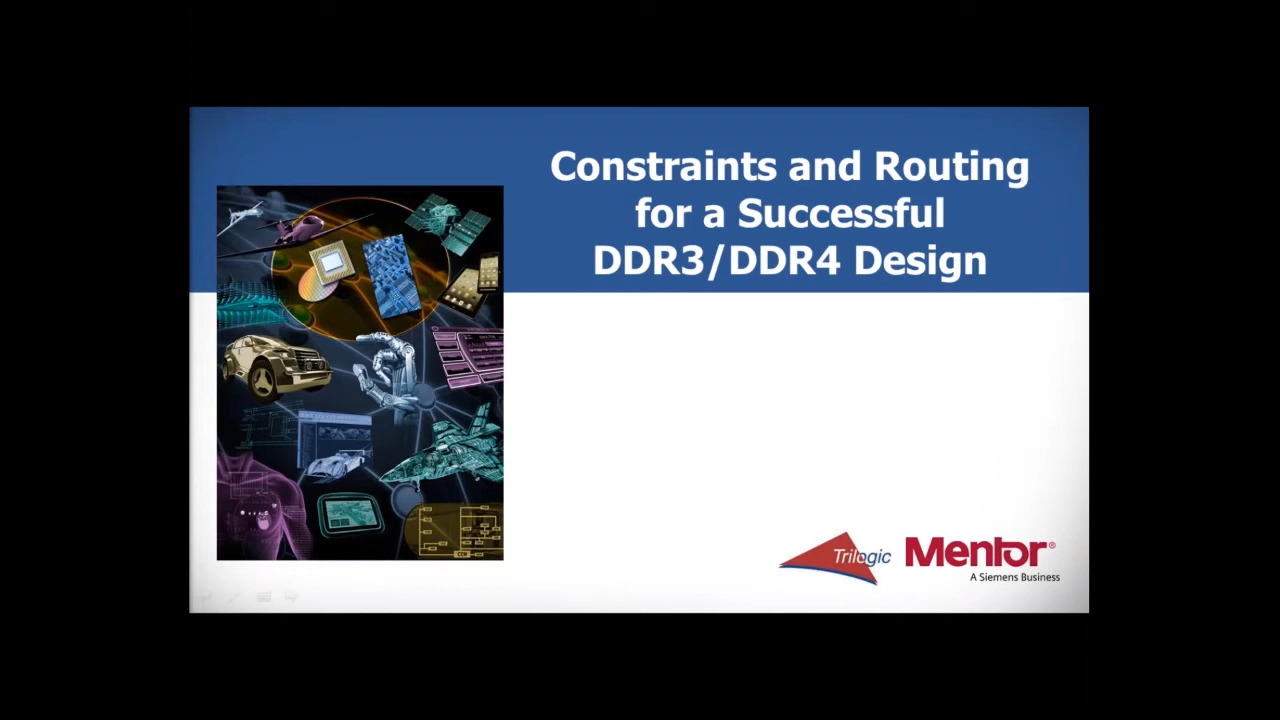 Constraints and Routing
for a Successful
DDR3/DDR4 Design
Trilogic
Mentor®
A Siemens Business